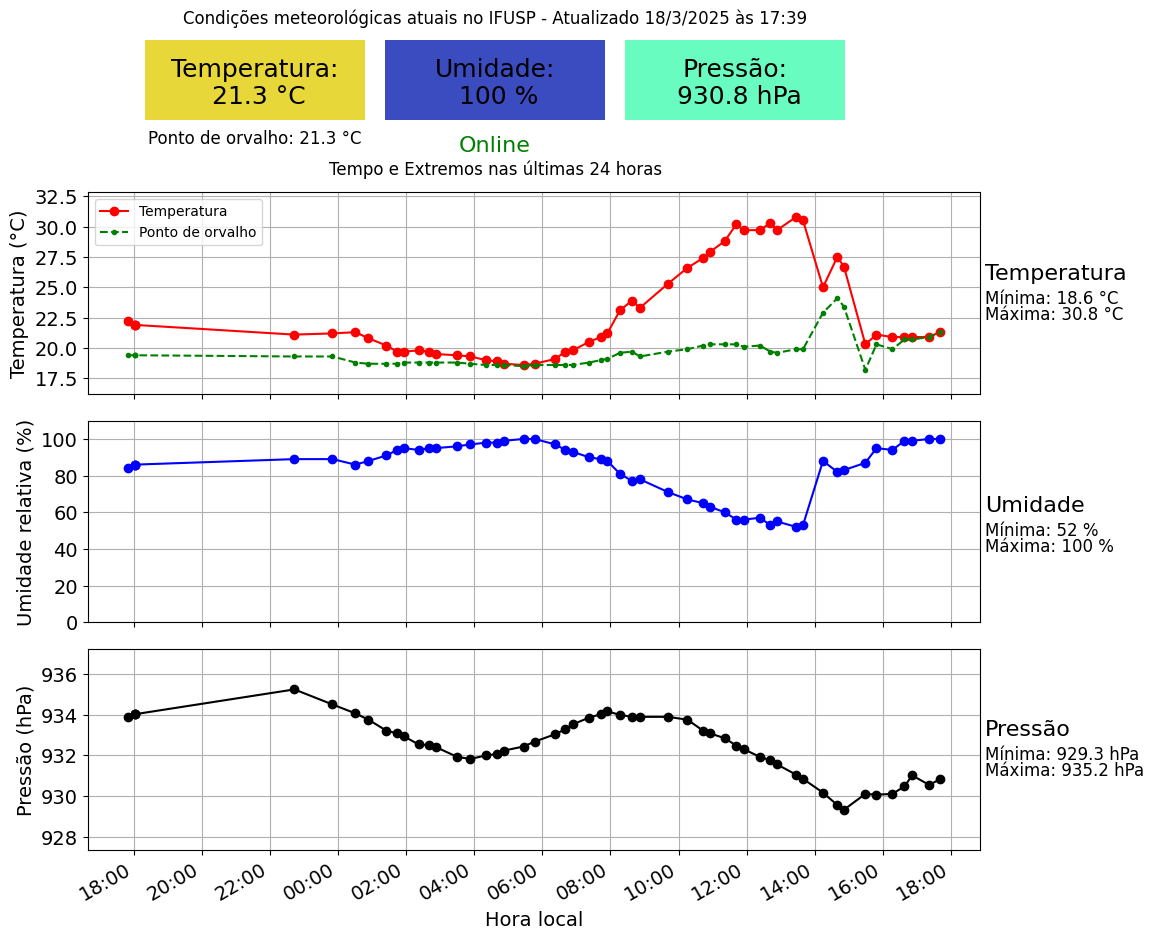 Condições meteorológicas atuais no IFUSP - Atualizado 18/3/2025 às 17:39
Temperatura:
21.3 °C
Umidade:
100 %
Pressão:
930.8 hPa
Ponto de orvalho: 21.3 °C
Online
Tempo e Extremos nas últimas 24 horas
Temperatura (°C)
32.5
30.0
27.5
25.0
22.5
20.0
17.5
Temperatura
Ponto de orvalho
Temperatura
Mínima: 18.6 °C
Máxima: 30.8 °C
Umidade relativa (%)
100
80
60
40
20
0
Umidade
Mínima: 52 %
Máxima: 100 %
Pressão (hPa)
936
934
932
930
928
Pressão
Mínima: 929.3 hPa
Máxima: 935.2 hPa
18:00 20:00 22:00 00:00 02:00 04:00 06:00 08:00 10:00 12:00 14:00 16:00 18:00
Hora local